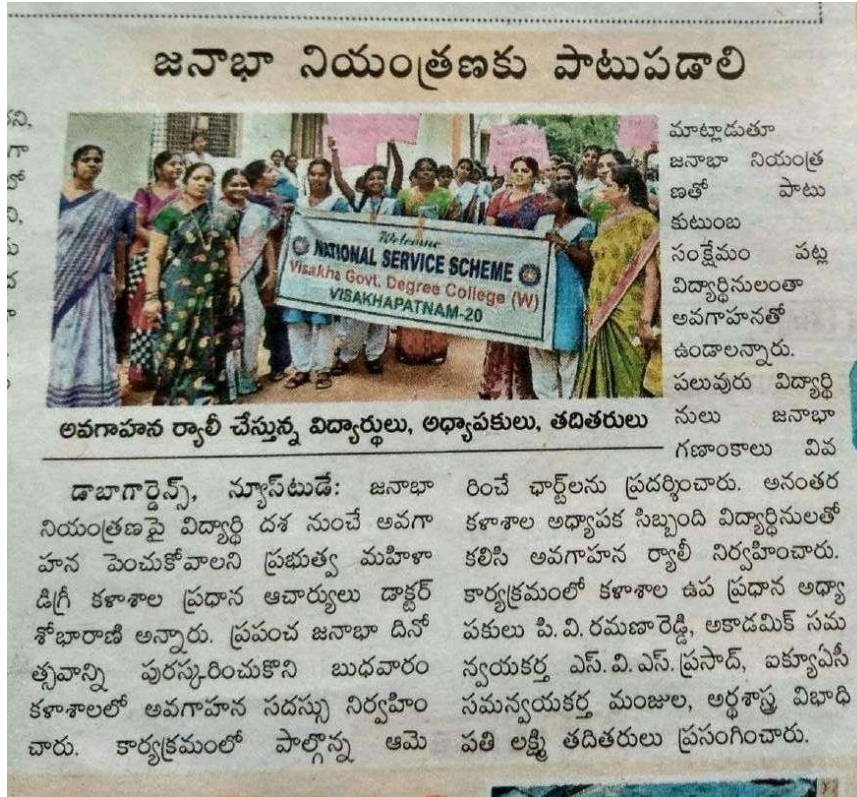 జనాభా నియంత్రణకు పాటుపడాలి
Welcome
NATIONAL SERVICE SCHEME
Visakha Govt. Degree College (W)
VISAKHAPATNAM-20
అవగాహన ర్యాలీ చేస్తున్న విద్యార్థులు, అధ్యాపకులు, తదితరులు
డాబాగార్డెన్స్, న్యూస్‌టుడే: జనాభా
నియంత్రణపై విద్యార్థి దశ నుంచే అవగా
హన పెంచుకోవాలని ప్రభుత్వ మహిళా
డిగ్రీ కళాశాల ప్రధాన ఆచార్యులు డాక్టర్
శోభారాణి అన్నారు. ప్రపంచ జనాభా దినో
త్సవాన్ని పురస్కరించుకొని బుధవారం
కళాశాలలో అవగాహన సదస్సు నిర్వహిం
చారు. కార్యక్రమంలో పాల్గొన్న ఆమె
మాట్లాడుతూ
జనాభా నియంత్ర
ణతో పాటు
కుటుంబ
సంక్షేమం పట్ల
విద్యార్థినులంతా
అవగాహనతో
ఉండాలన్నారు.
పలువురు విద్యార్థి
నులు జనాభా
గణాంకాలు వివ
రించే ఛార్ట్‌లను ప్రదర్శించారు. అనంతర
కళాశాల అధ్యాపక సిబ్బంది విద్యార్థినులతో
కలిసి అవగాహన ర్యాలీ నిర్వహించారు.
కార్యక్రమంలో కళాశాల ఉప ప్రధాన అధ్యా
పకులు పి.వి.రమణారెడ్డి, అకాడమిక్ సమ
న్వయకర్త ఎస్.వి.ఎస్.ప్రసాద్, ఐక్యూఏసీ
సమన్వయకర్త మంజుల, అర్థశాస్త్ర విభాధి
పతి లక్ష్మి తదితరులు ప్రసంగించారు.